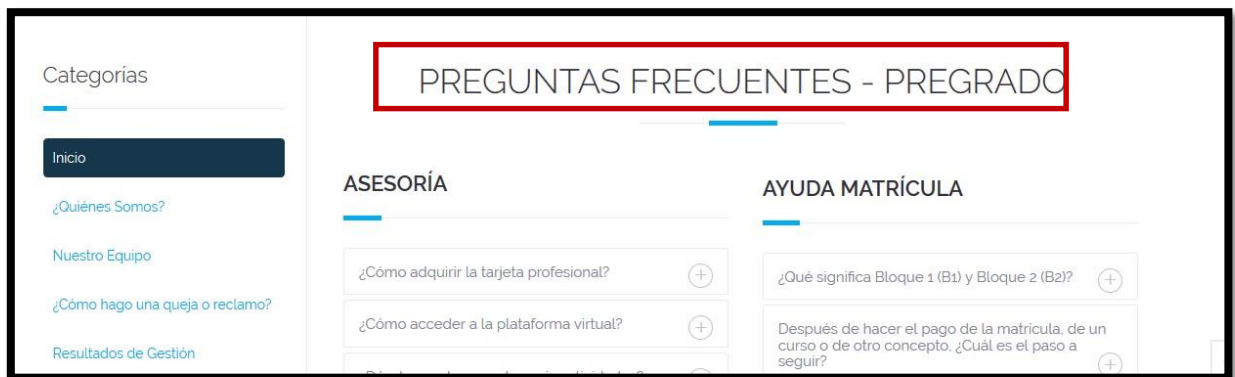 Categorías
Inicio
¿Quiénes Somos?
Nuestro Equipo
¿Cómo hago una queja o reclamo?
Resultados de Gestión
PREGUNTAS FRECUENTES - PREGRADO
ASESORÍA
¿Cómo adquirir la tarjeta profesional?
¿Cómo acceder a la plataforma virtual?
AYUDA MATRÍCULA
¿Qué significa Bloque 1 (B1) y Bloque 2 (B2)?
Después de hacer el pago de la matricula, de un
curso o de otro concepto, ¿Cuál es el paso a
seguir?